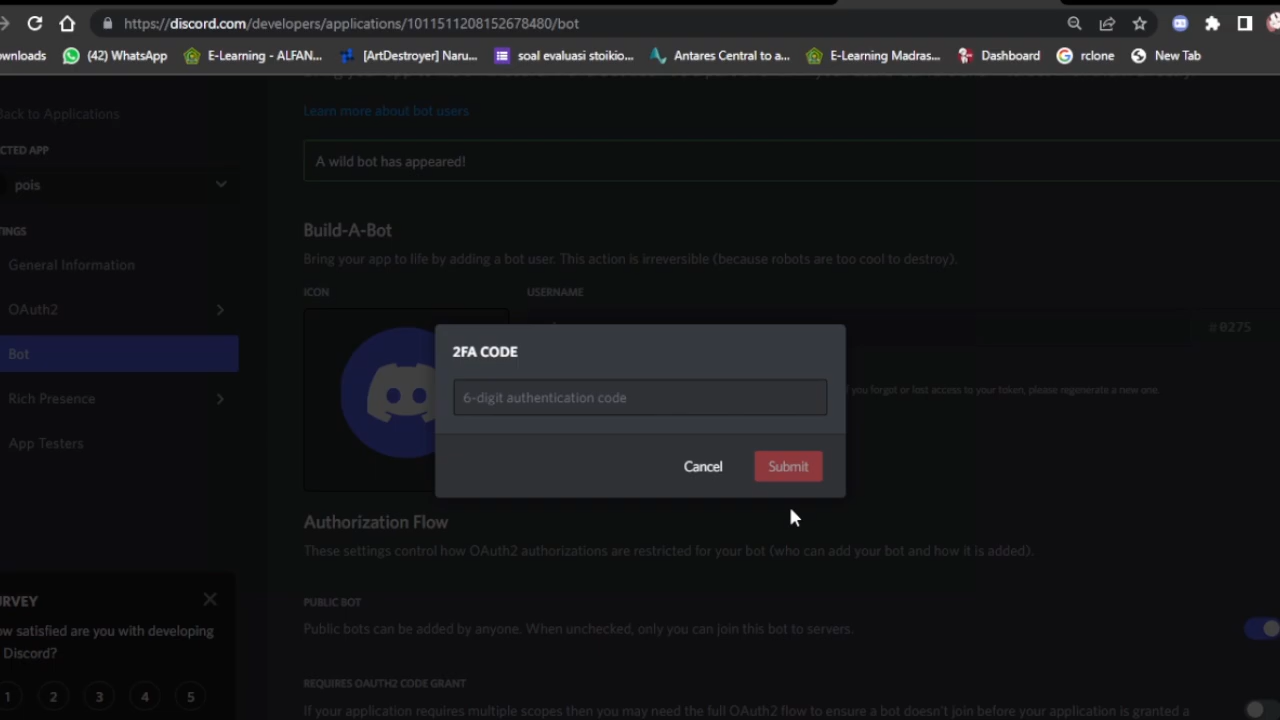 https://discord.com/developers/applications/1011511208152678480/bot
ownloads
(42) WhatsApp
E-Learning - ALFAN...
[ArtDestroyer] Naru...
soal evaluasi stoikio...
Antares Central to a...
E-Learning Madras...
Dashboard
rclone
New Tab
Back to Applications
CTED APP
pois
INGS
General Information
OAuth2
Bot
Rich Presence
App Testers
Learn more about bot users
A wild bot has appeared!
Build-A-Bot
Bring your app to life by adding a bot user. This action is irreversible (because robots are too cool to destroy).
ICON
USERNAME
#0275
2FA CODE
6-digit authentication code
Cancel
Submit
you forgot or lost access to your token, please regenerate a new one.
Authorization Flow
These settings control how OAuth2 authorizations are restricted for your bot (who can add your bot and how it is added).
PUBLIC BOT
Public bots can be added by anyone. When unchecked, only you can join this bot to servers.
REQUIRES OAUTH2 CODE GRANT
If your application requires multiple scopes then you may need the full OAuth2 flow to ensure a bot doesn't join before your application is granted a
URVEY
ow satisfied are you with developing
Discord?
1 2 3 4 5